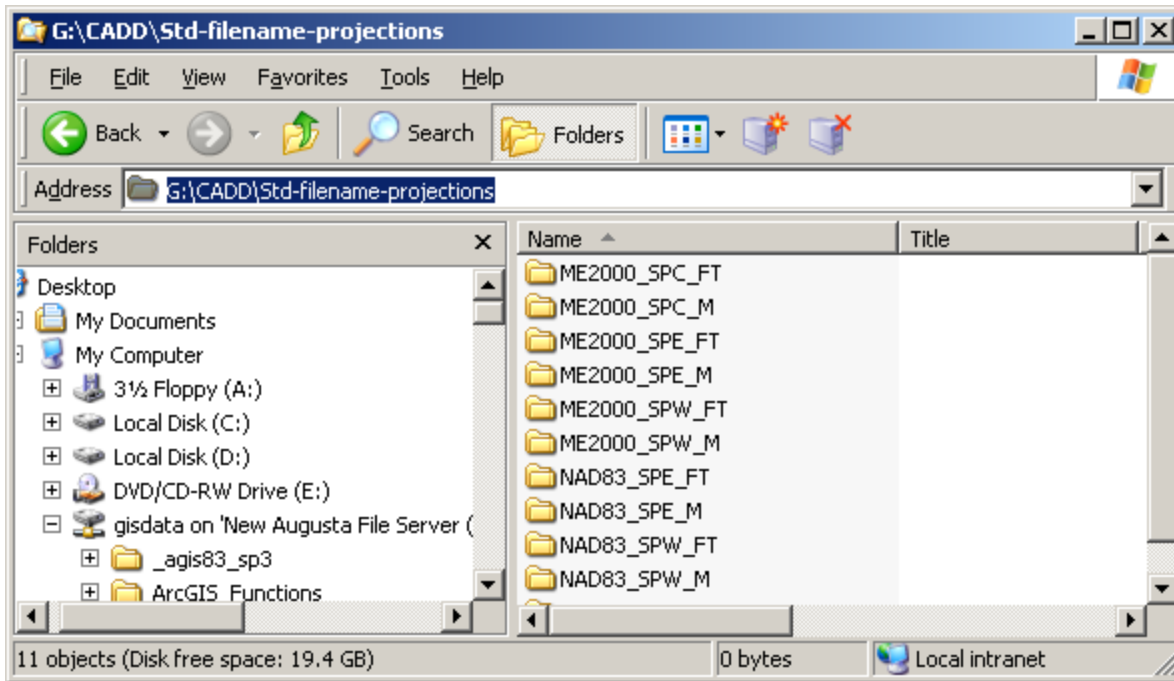 G:\CADD\Std-filename-projections
File Edit View Favorites Tools Help
Back Search Folders
Address G:\CADD\Std-filename-projections
Folders
Desktop
My Documents
My Computer
3½ Floppy (A:)
Local Disk (C:)
Local Disk (D:)
DVD/CD-RW Drive (E:)
gisdata on 'New Augusta File Server (
_agis83_sp3
ArcGIS_Functions
Name Title
ME2000_SPC_FT
ME2000_SPC_M
ME2000_SPE_FT
ME2000_SPE_M
ME2000_SPW_FT
ME2000_SPW_M
NAD83_SPE_FT
NAD83_SPE_M
NAD83_SPW_FT
NAD83_SPW_M
11 objects (Disk free space: 19.4 GB) 0 bytes Local intranet